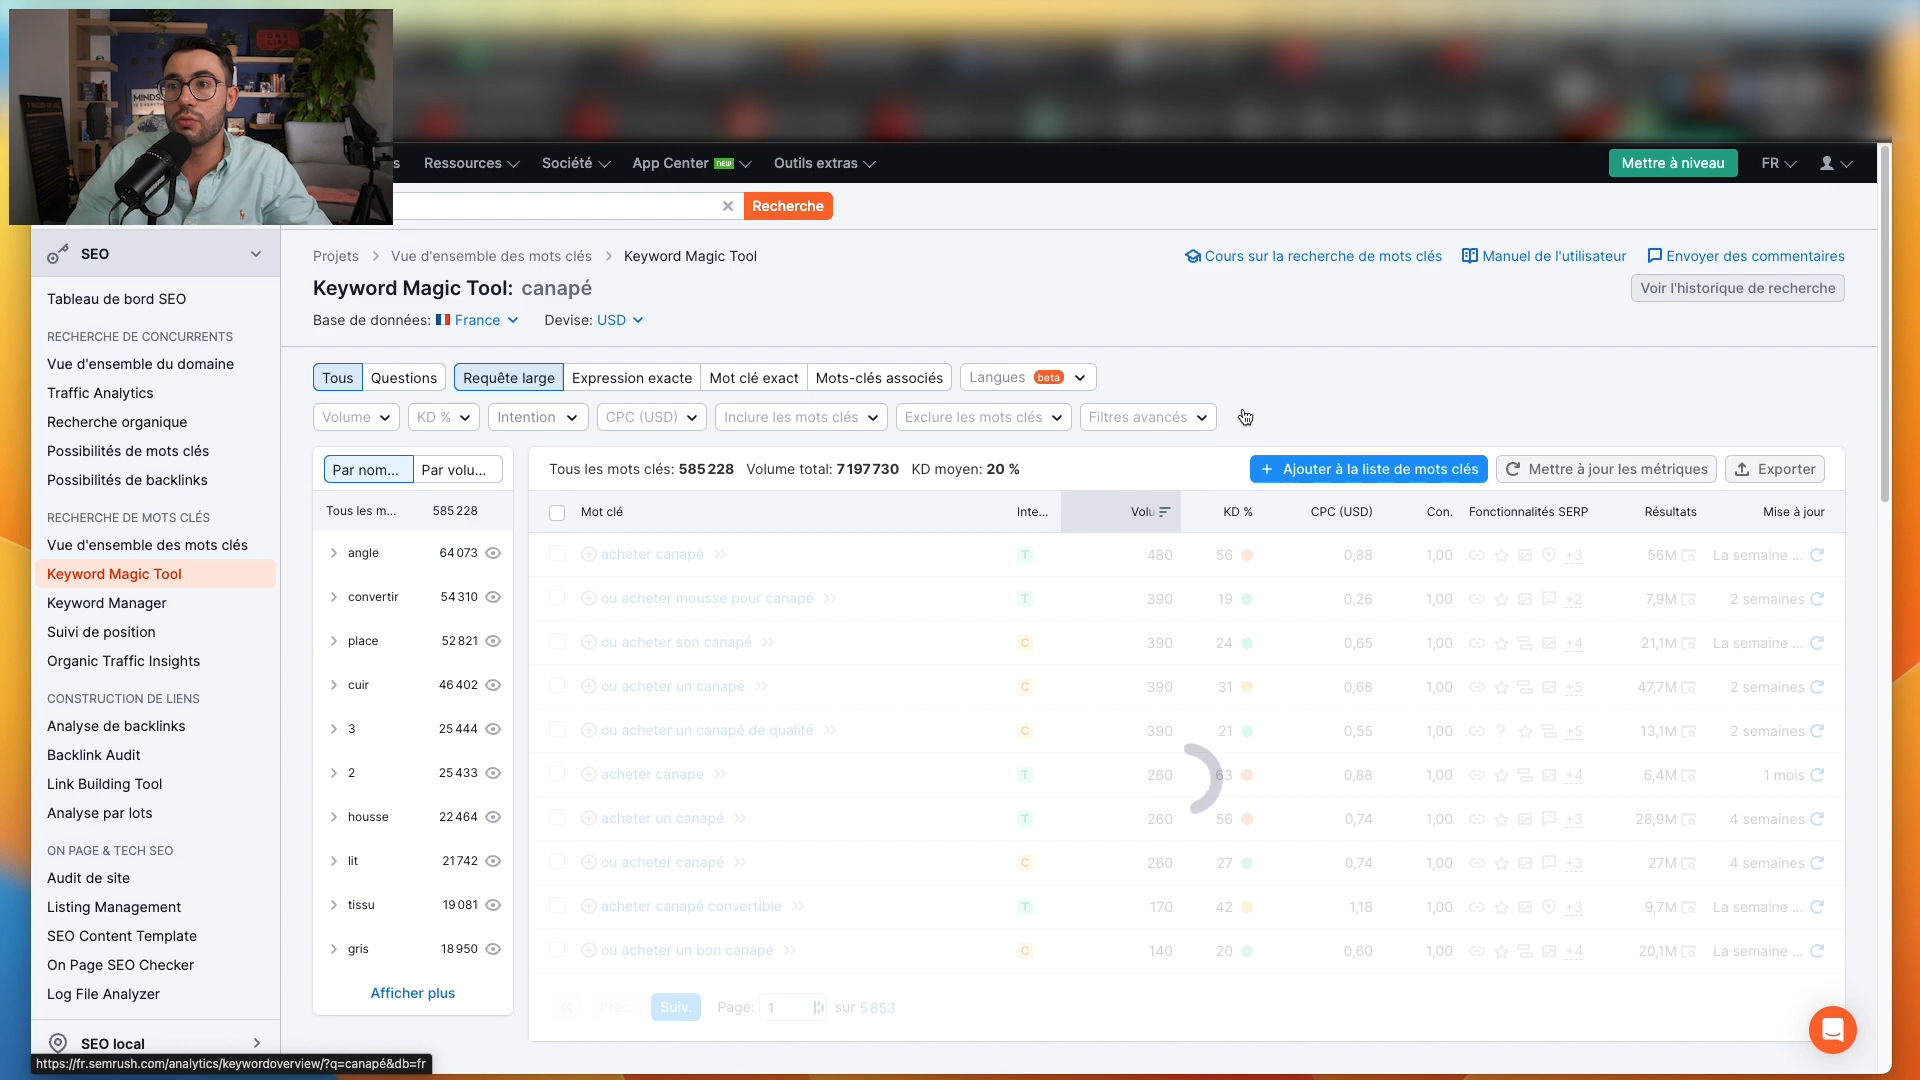 MINDSET
IS EVERYTHING
s Ressources Société App Center NEW Outils extras Mettre à niveau FR
Recherche
SEO
Tableau de bord SEO
RECHERCHE DE CONCURRENTS
Vue d'ensemble du domaine
Traffic Analytics
Recherche organique
Possibilités de mots clés
Possibilités de backlinks
RECHERCHE DE MOTS CLÉS
Vue d'ensemble des mots clés
Keyword Magic Tool
Keyword Manager
Suivi de position
Organic Traffic Insights
CONSTRUCTION DE LIENS
Analyse de backlinks
Backlink Audit
Link Building Tool
Analyse par lots
ON PAGE & TECH SEO
Audit de site
Listing Management
SEO Content Template
On Page SEO Checker
Log File Analyzer
SEO local
https://fr.semrush.com/analytics/keywordoverview/?q=canapé&db=fr
Projets > Vue d'ensemble des mots clés > Keyword Magic Tool
Cours sur la recherche de mots clés Manuel de l'utilisateur Envoyer des commentaires
Keyword Magic Tool: canapé
Voir l'historique de recherche
Base de données: France Devise: USD
Tous Questions Requête large Expression exacte Mot clé exact Mots-clés associés Langues beta
Volume KD % Intention CPC (USD) Inclure les mots clés Exclure les mots clés Filtres avancés
Par nom... Par volu...
Tous les m... 585 228
angle 64 073
convertir 54 310
place 52 821
cuir 46 402
3 25 444
2 25 433
housse 22 464
lit 21 742
tissu 19 081
gris 18 950
Afficher plus
Tous les mots clés: 585 228 Volume total: 7 197 730 KD moyen: 20 %
+ Ajouter à la liste de mots clés Mettre à jour les métriques Exporter
Mot clé Inte... Volu KD % CPC (USD) Con. Fonctionnalités SERP Résultats Mise à jour
acheter canapé T 480 56 0,88 1,00 +3 56M La semaine ...
ou acheter mousse pour canapé T 390 19 0,26 1,00 +2 7,9M 2 semaines
ou acheter son canapé C 390 24 0,65 1,00 +4 21,1M La semaine ...
ou acheter un canapé C 390 31 0,68 1,00 +5 47,7M 2 semaines
ou acheter un canapé de qualité C 390 21 0,55 1,00 +5 13,1M 2 semaines
acheter canape T 260 63 0,88 1,00 +4 6,4M 1 mois
acheter un canapé T 260 56 0,74 1,00 +3 28,9M 4 semaines
ou acheter canapé C 260 27 0,74 1,00 +3 27M 4 semaines
acheter canapé convertible T 170 42 1,18 1,00 +3 9,7M La semaine ...
ou acheter un bon canapé C 140 20 0,60 1,00 +4 20,1M La semaine ...
Préc. Suiv. Page: 1 sur 5 853